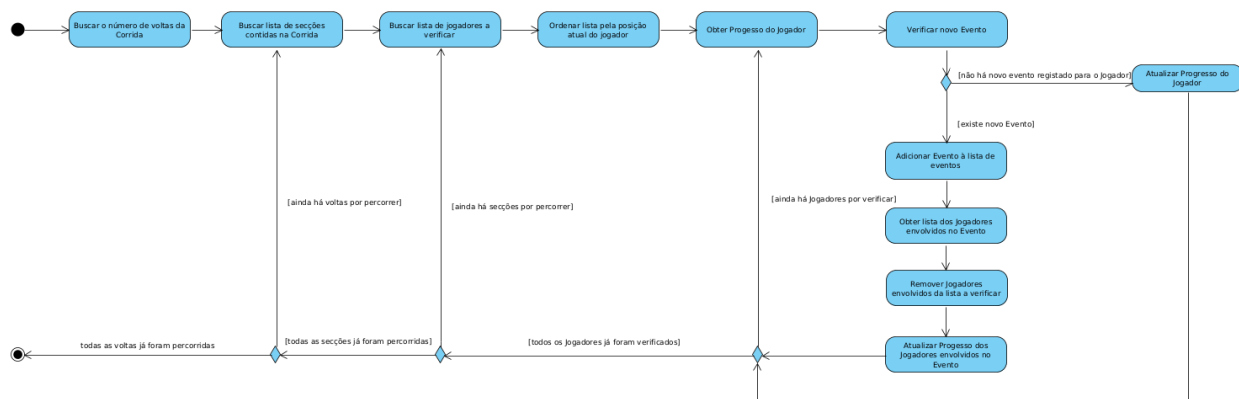 Buscar o número de voltas da
Corrida
Buscar lista de secções
contidas na Corrida
Buscar lista de jogadores a
verificar
Ordenar lista pela posição
atual do jogador
Obter Progesso do Jogador
Verificar novo Evento
[não há novo evento registado para o Jogador]
Atualizar Progresso do
Jogador
[existe novo Evento]
Adicionar Evento à lista de
eventos
[ainda há voltas por percorrer]
[ainda há secções por percorrer]
[ainda há Jogadores por verificar]
Obter lista dos Jogadores
envolvidos no Evento
Remover Jogadores
envolvidos da lista a verificar
todas as voltas já foram percorridas
[todas as secções já foram percorridas]
[todos os Jogadores já foram verificados]
Atualizar Progesso dos
Jogadores envolvidos no
Evento